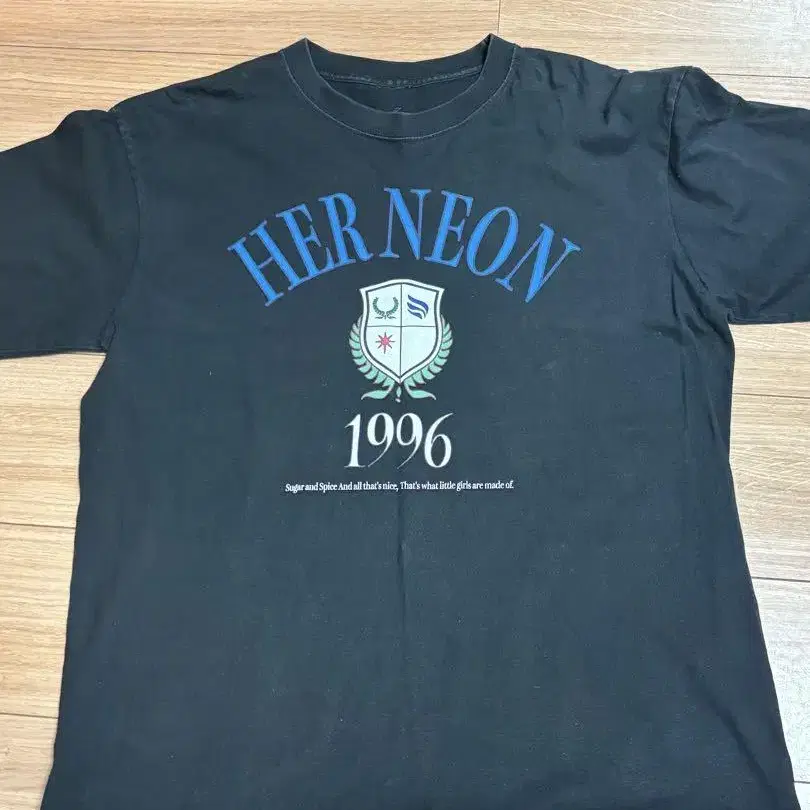 HER NEON
1996
Sugar and Spice And all that's nice, That's what little girls are made of.